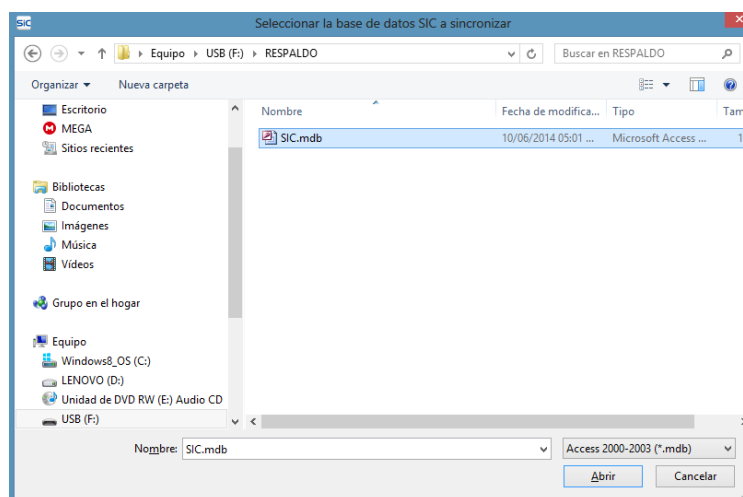 SIC Seleccionar la base de datos SIC a sincronizar
Equipo USB (F:) RESPALDO Buscar en RESPALDO
Organizar Nueva carpeta
Escritorio
MEGA
Sitios recientes
Bibliotecas
Documentos
Imágenes
Música
Vídeos
Grupo en el hogar
Equipo
Windows8_OS (C:)
LENOVO (D:)
Unidad de DVD RW (E:) Audio CD
USB (F:)
Nombre Fecha de modifica... Tipo Tam
SIC.mdb 10/06/2014 05:01 ... Microsoft Access ... 1
Nombre: SIC.mdb Access 2000-2003 (*.mdb)
Abrir Cancelar